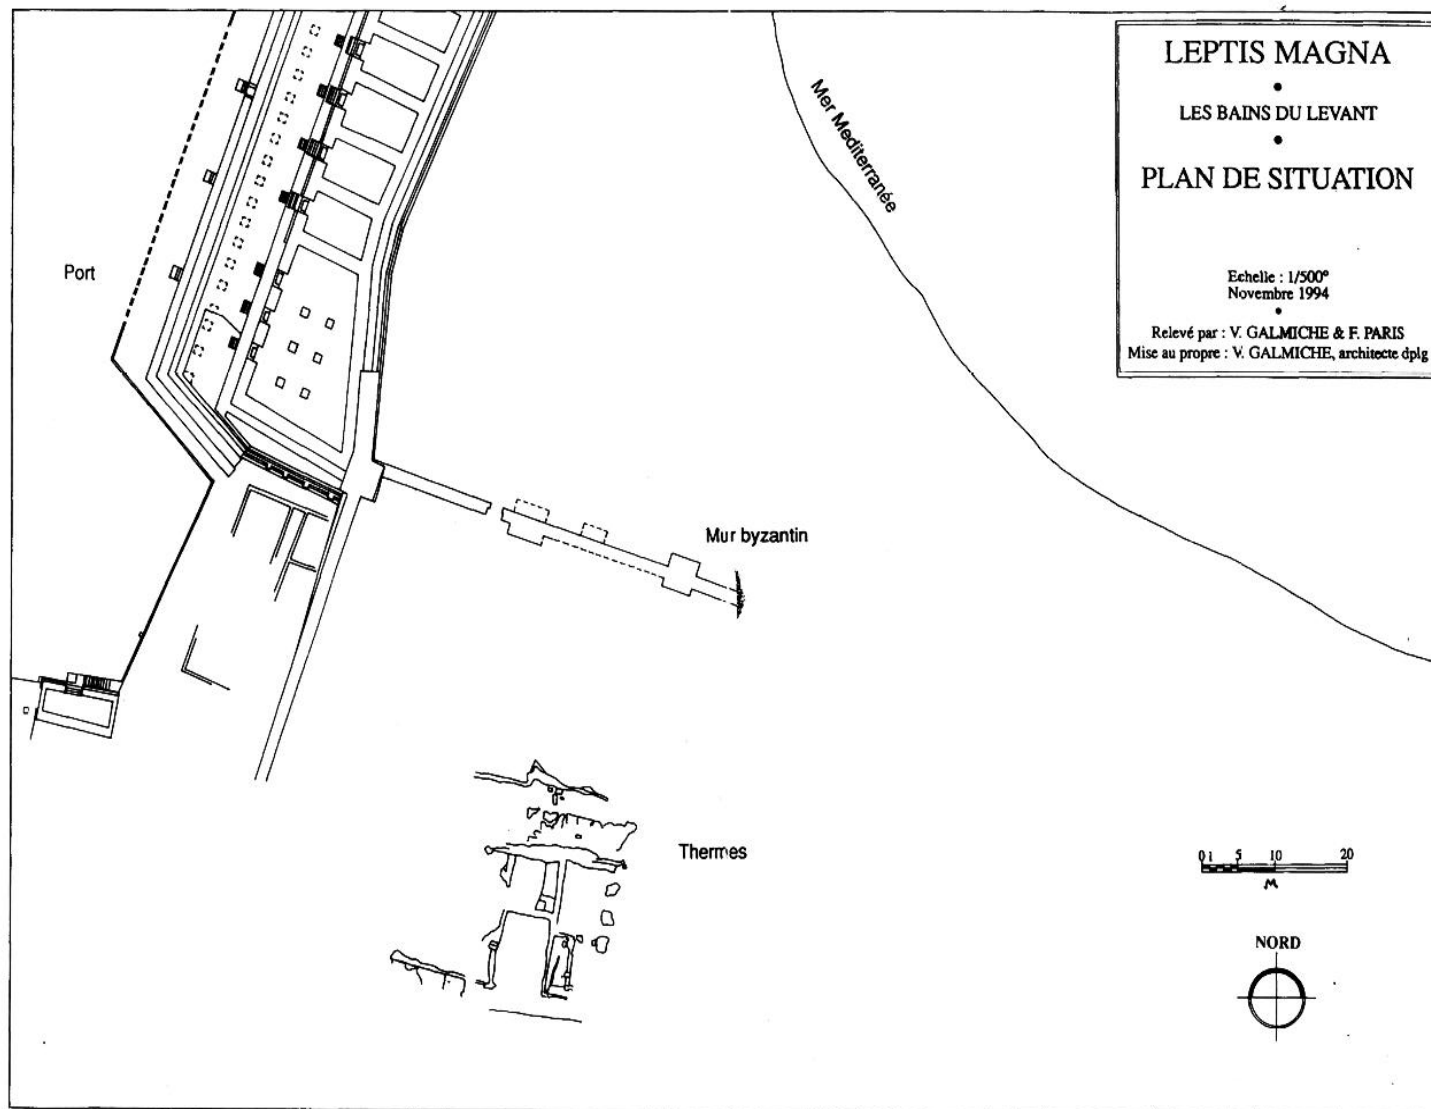 LEPTIS MAGNA
•
LES BAINS DU LEVANT
•
PLAN DE SITUATION
Echelle : 1/500°
Novembre 1994
•
Relevé par : V. GALMICHE & F. PARIS
Mise au propre : V. GALMICHE, architecte dplg
Mer Mediterranée
Port
Mur byzantin
Thermes
0 1 5 10 20
M
NORD